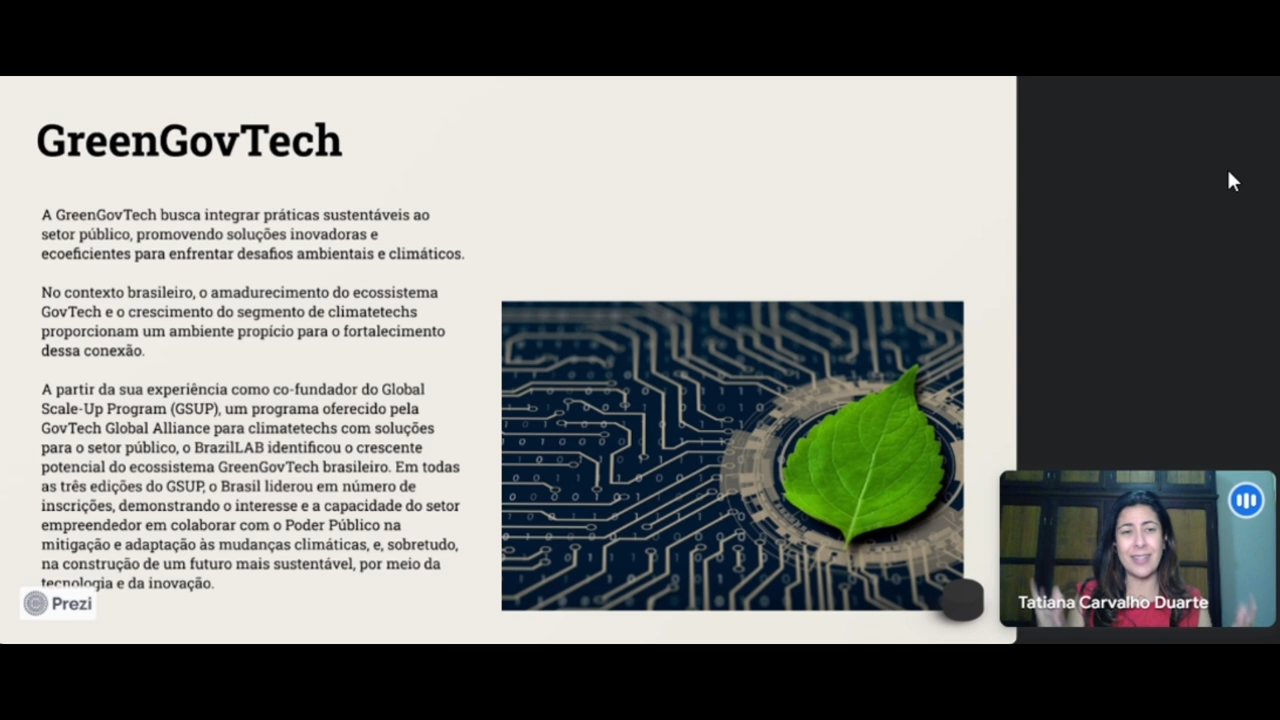 GreenGovTech
A GreenGovTech busca integrar práticas sustentáveis ao
setor público, promovendo soluções inovadoras e
ecoeficientes para enfrentar desafios ambientais e climáticos.
No contexto brasileiro, o amadurecimento do ecossistema
GovTech e o crescimento do segmento de climatetechs
proporcionam um ambiente propício para o fortalecimento
dessa conexão.
A partir da sua experiência como co-fundador do Global
Scale-Up Program (GSUP), um programa oferecido pela
GovTech Global Alliance para climatetechs com soluções
para o setor público, o BrazilLAB identificou o crescente
potencial do ecossistema GreenGovTech brasileiro. Em todas
as três edições do GSUP, o Brasil liderou em número de
inscrições, demonstrando o interesse e a capacidade do setor
empreendedor em colaborar com o Poder Público na
mitigação e adaptação às mudanças climáticas, e, sobretudo,
na construção de um futuro mais sustentável, por meio da
tecnologia e da inovação.
Prezi
Tatiana Carvalho Duarte